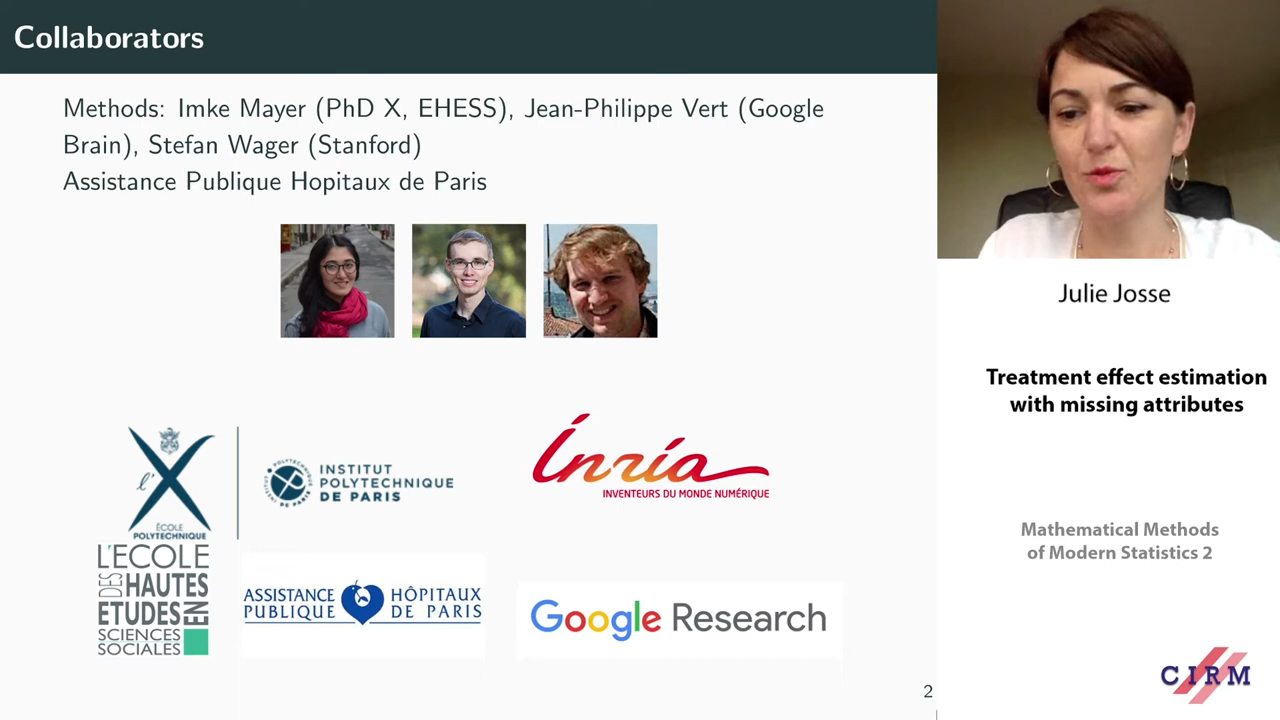 Collaborators
Methods: Imke Mayer (PhD X, EHESS), Jean-Philippe Vert (Google
Brain), Stefan Wager (Stanford)
Assistance Publique Hopitaux de Paris
l'X
ÉCOLE
POLYTECHNIQUE
INSTITUT
POLYTECHNIQUE
DE PARIS
Inria
INVENTEURS DU MONDE NUMÉRIQUE
L'ECOLE
DES HAUTES
ETUDES EN
SCIENCES
SOCIALES
ASSISTANCE HÔPITAUX
PUBLIQUE DE PARIS
Google Research
2
Julie Josse
Treatment effect estimation
with missing attributes
Mathematical Methods
of Modern Statistics 2
CIRM